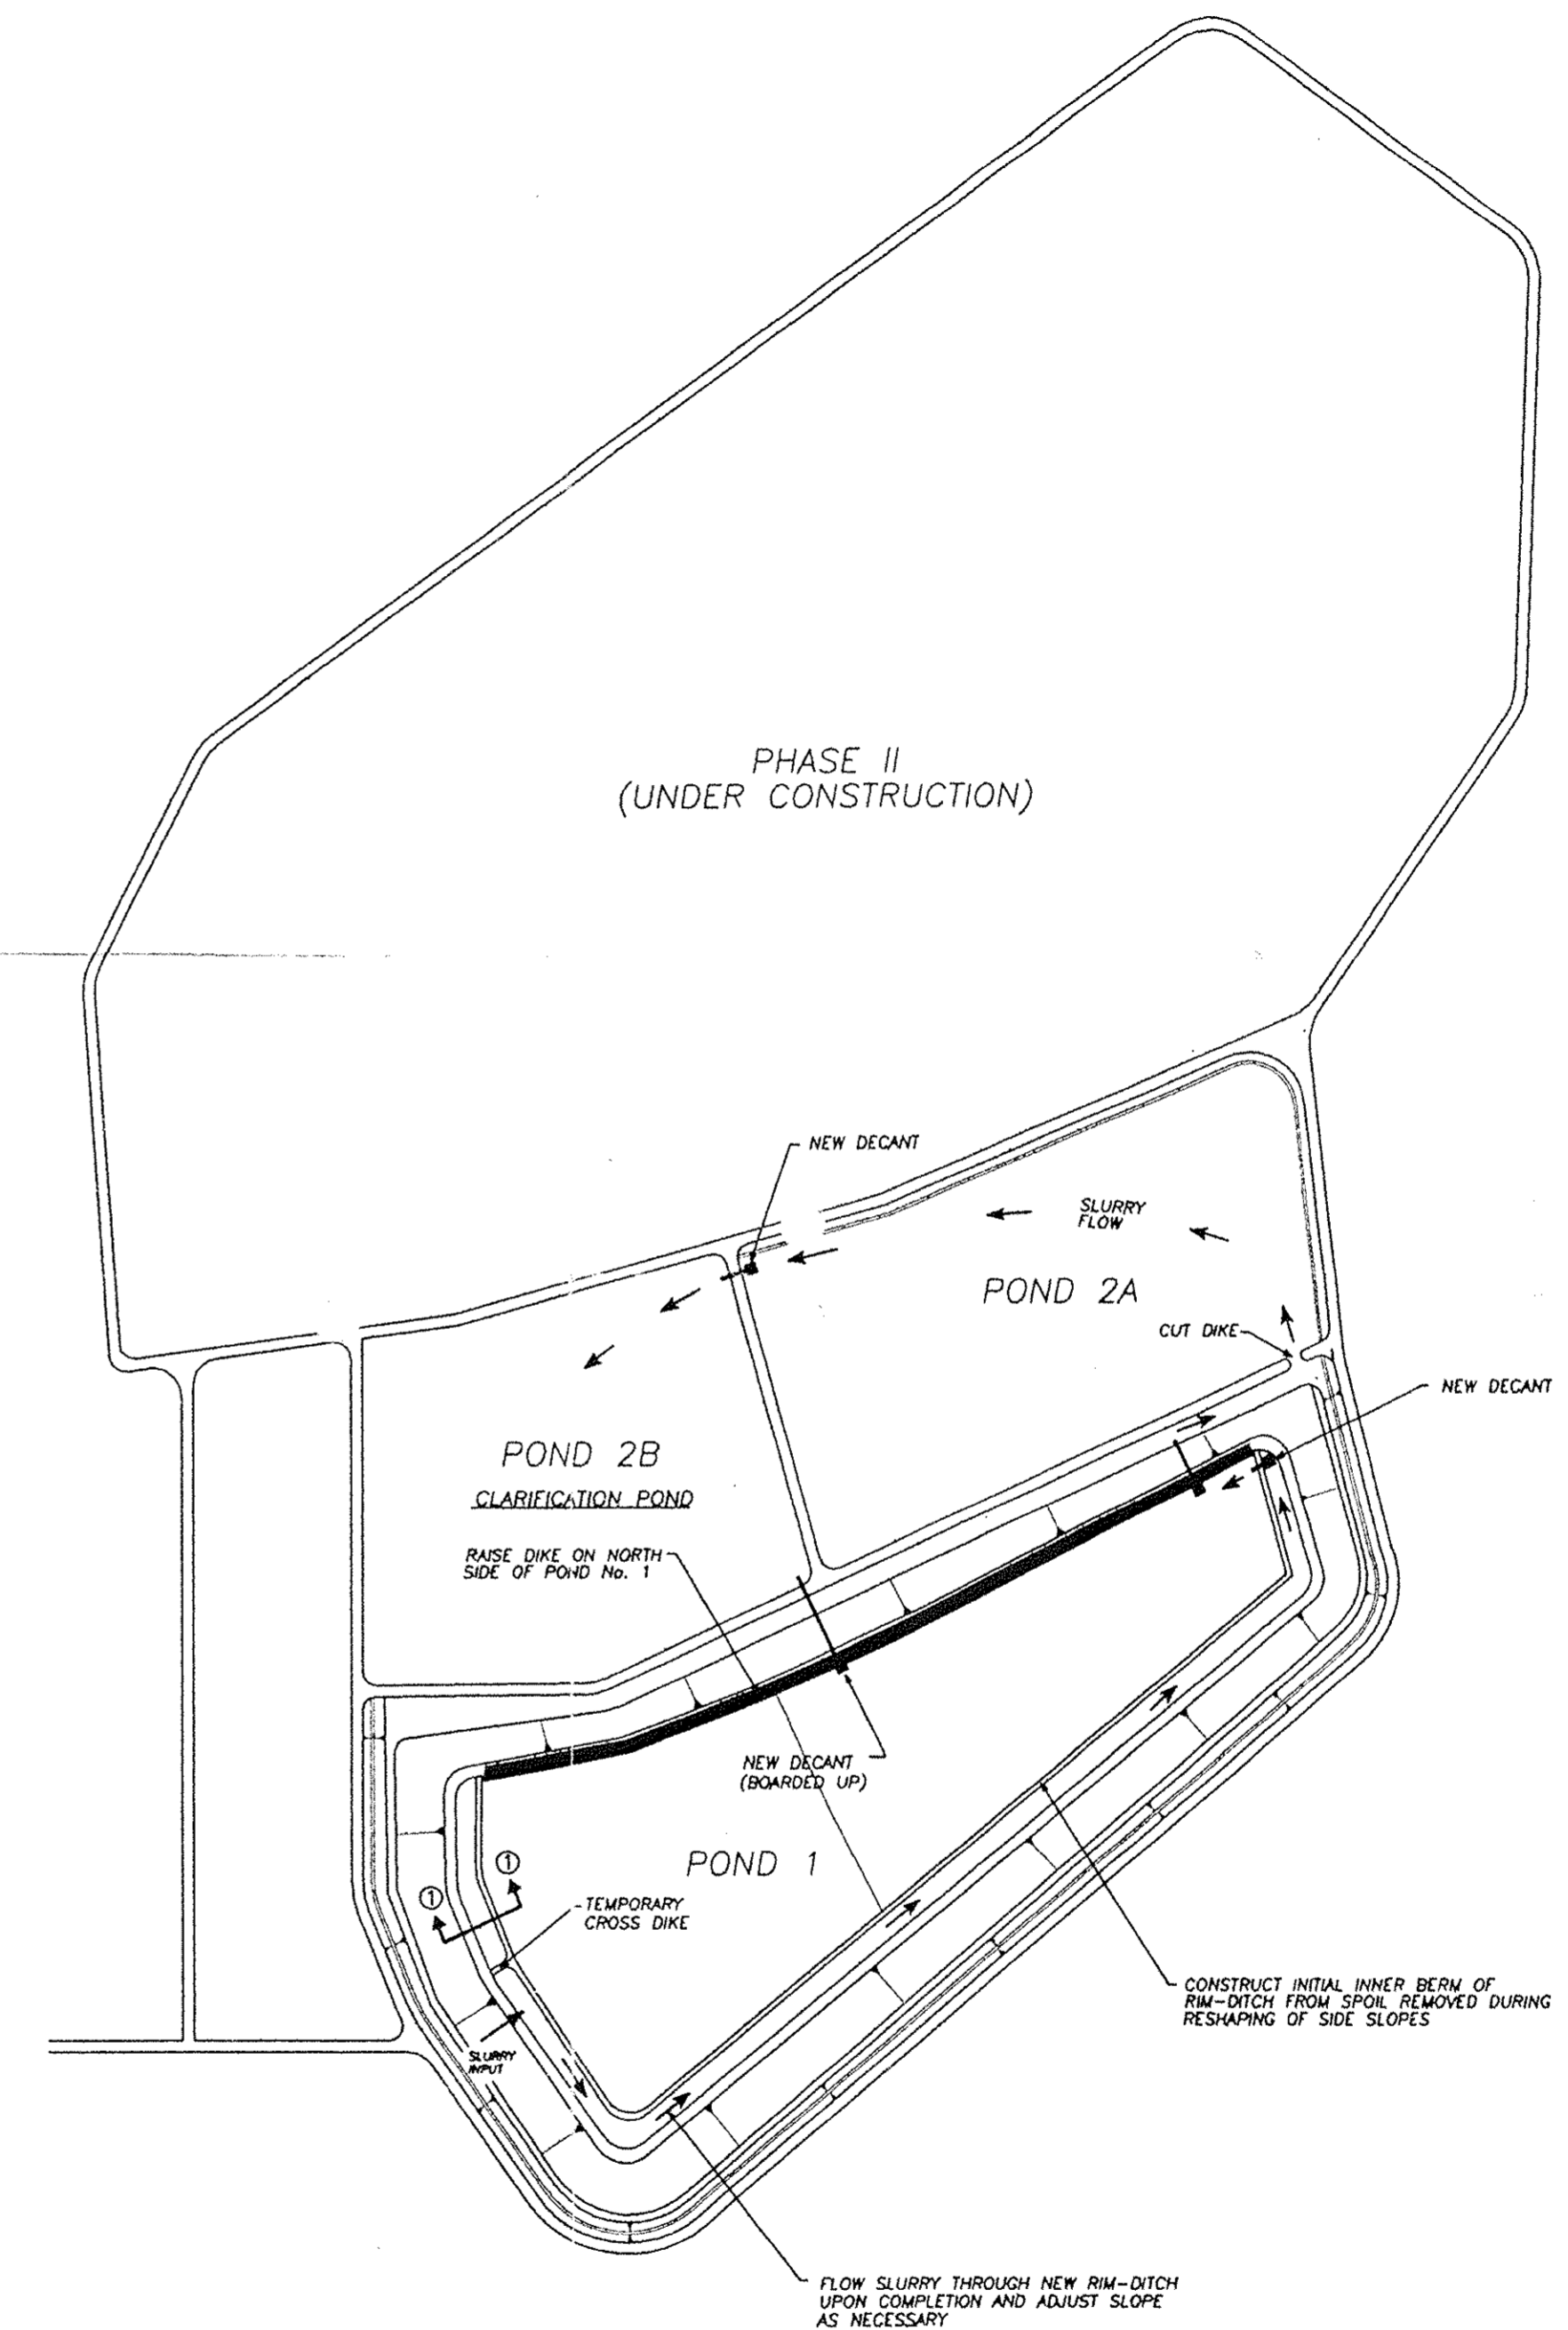 PHASE II
(UNDER CONSTRUCTION)
NEW DECANT
SLURRY
FLOW
POND 2A
CUT DIKE
NEW DECANT
POND 2B
CLARIFICATION POND
RAISE DIKE ON NORTH
SIDE OF POND No. 1
NEW DECANT
(BOARDED UP)
POND 1
1
1
TEMPORARY
CROSS DIKE
CONSTRUCT INITIAL INNER BERM OF
RIM-DITCH FROM SPOIL REMOVED DURING
RESHAPING OF SIDE SLOPES
SLURRY
INPUT
FLOW SLURRY THROUGH NEW RIM-DITCH
UPON COMPLETION AND ADJUST SLOPE
AS NECESSARY